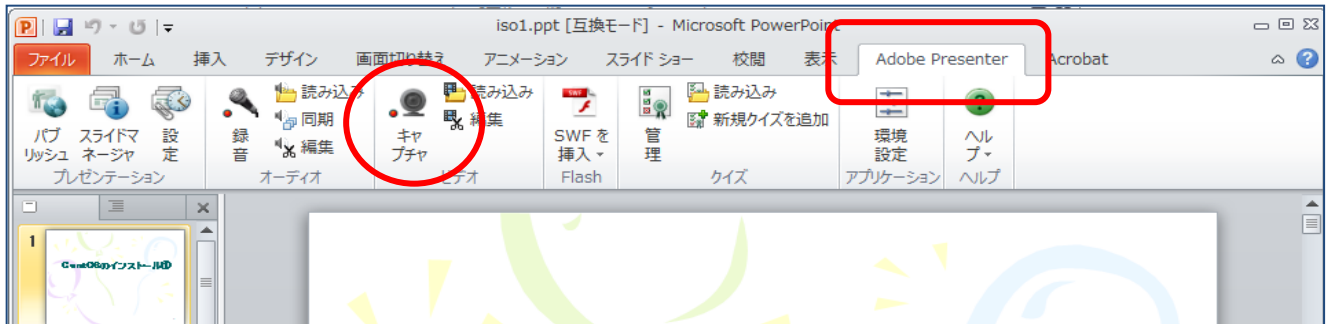 iso1.ppt [互換モード] - Microsoft PowerPoint
ファイル ホーム 挿入 デザイン 画面切り替え アニメーション スライド ショー 校閲 表示 Adobe Presenter Acrobat
パブリッシュ
スライドマネージャ
設定
プレゼンテーション
録音
読み込み
同期
編集
オーディオ
キャプチャ
読み込み
編集
ビデオ
SWF を挿入
Flash
管理
読み込み
新規クイズを追加
クイズ
環境設定
アプリケーション
ヘルプ
ヘルプ
1
CentOSのインストール①